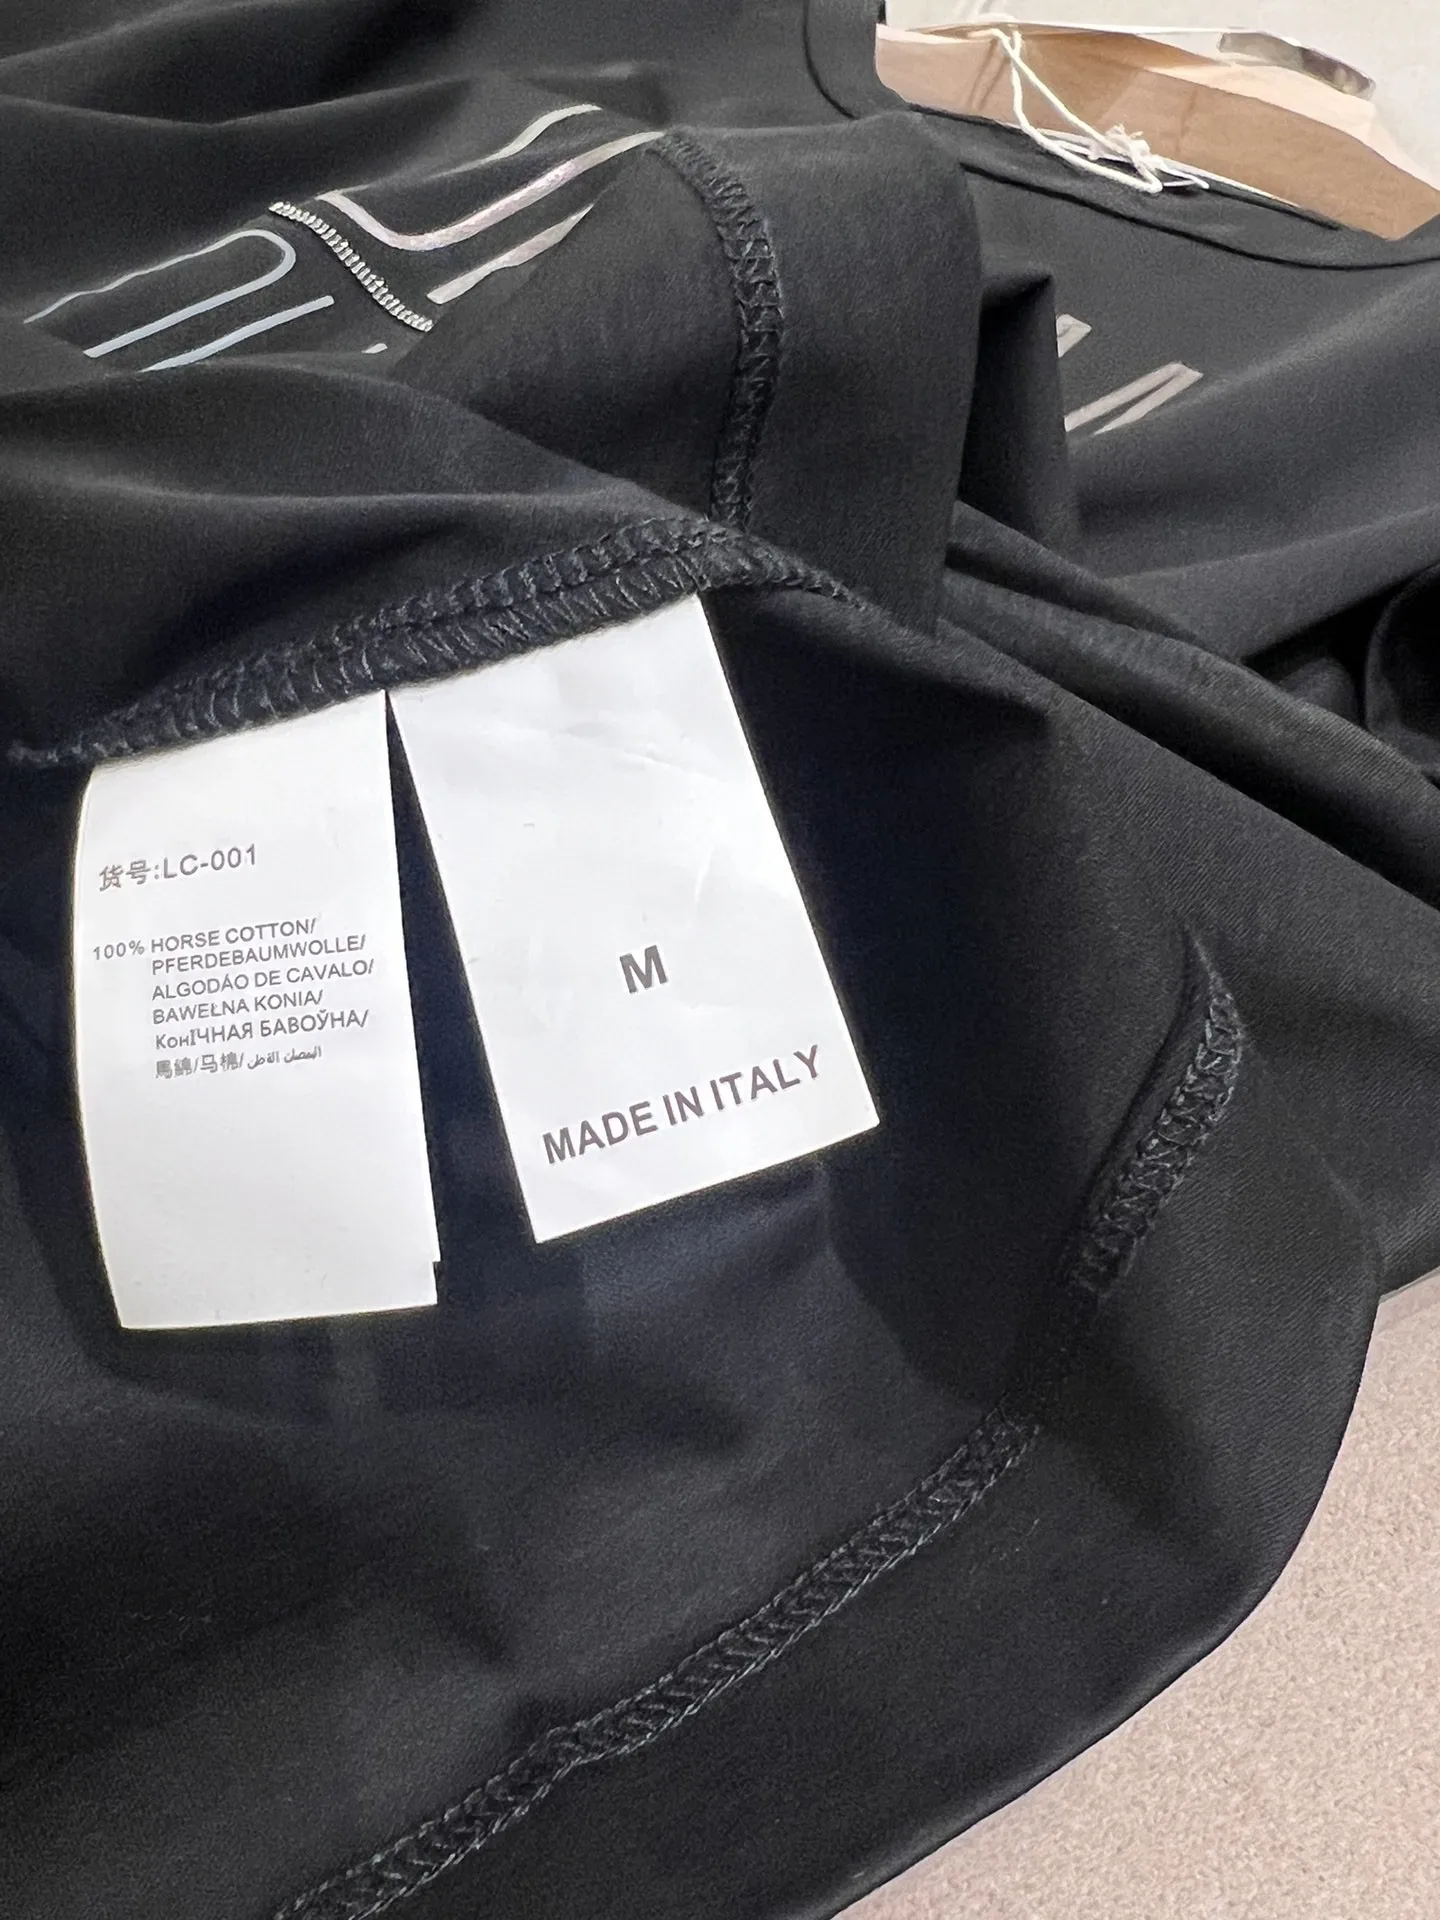 货号:LC-001
100% HORSE COTTON/
PFERDEBAUMWOLLE/
ALGODÃO DE CAVALO/
BAWEŁNA KONIA/
КонIЧНАЯ БАВОЎНА/
馬綿/马棉/
M
MADE IN ITALY